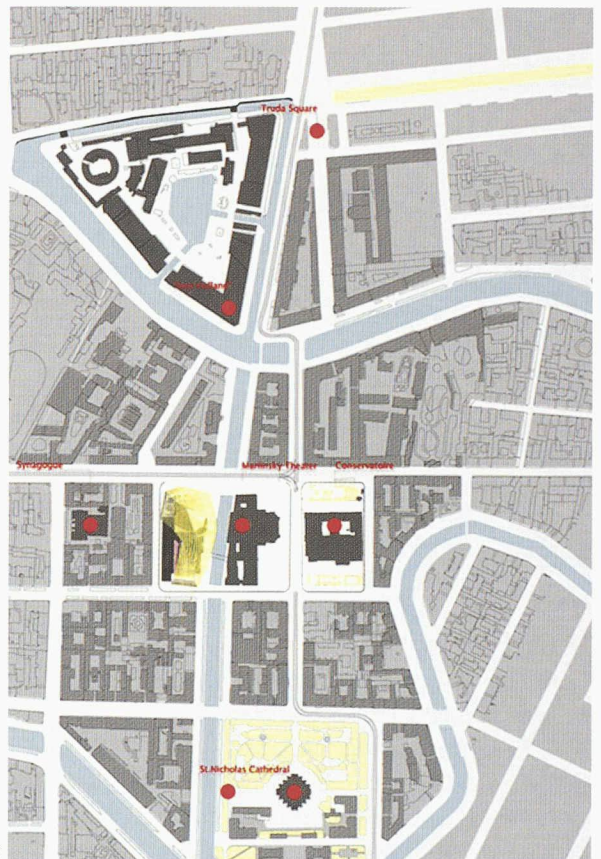 Truda Square
Synagogue
Mariinsky Theater
Conservatoire
St.Nicholas Cathedral